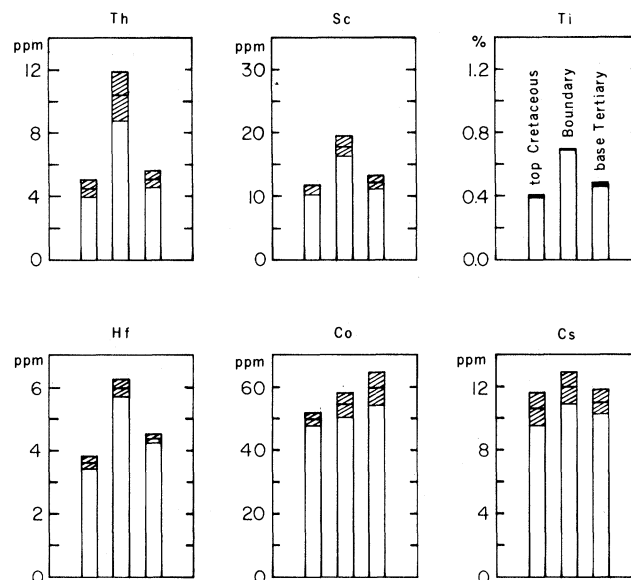 Th Sc Ti
ppm ppm %
12 30 1.2
8 20 0.8
4 10 0.4
0 0 0.0
top Cretaceous
Boundary
base Tertiary
Hf Co Cs
ppm ppm ppm
6 60 12
4 40 8
2 20 4
0 0 0